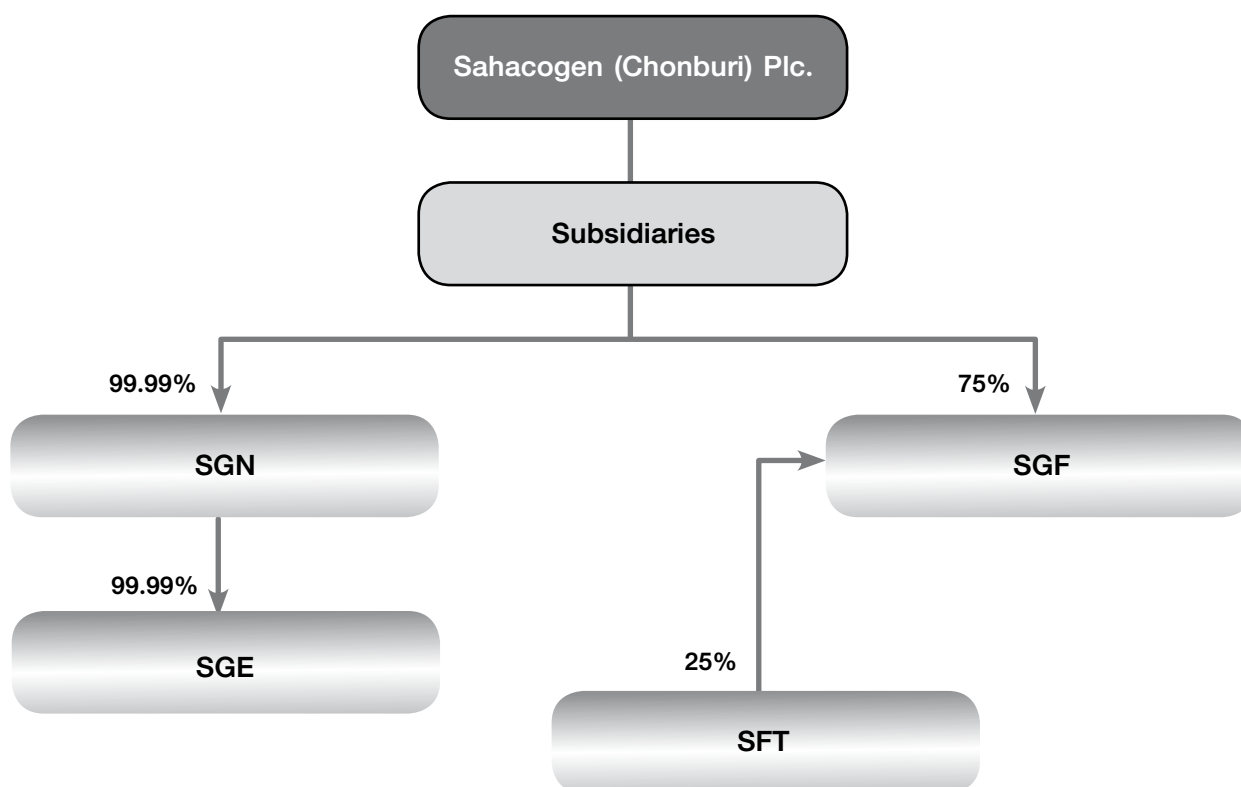 Sahacogen (Chonburi) Plc.
Subsidiaries
99.99%
75%
SGN
SGF
99.99%
SGE
25%
SFT